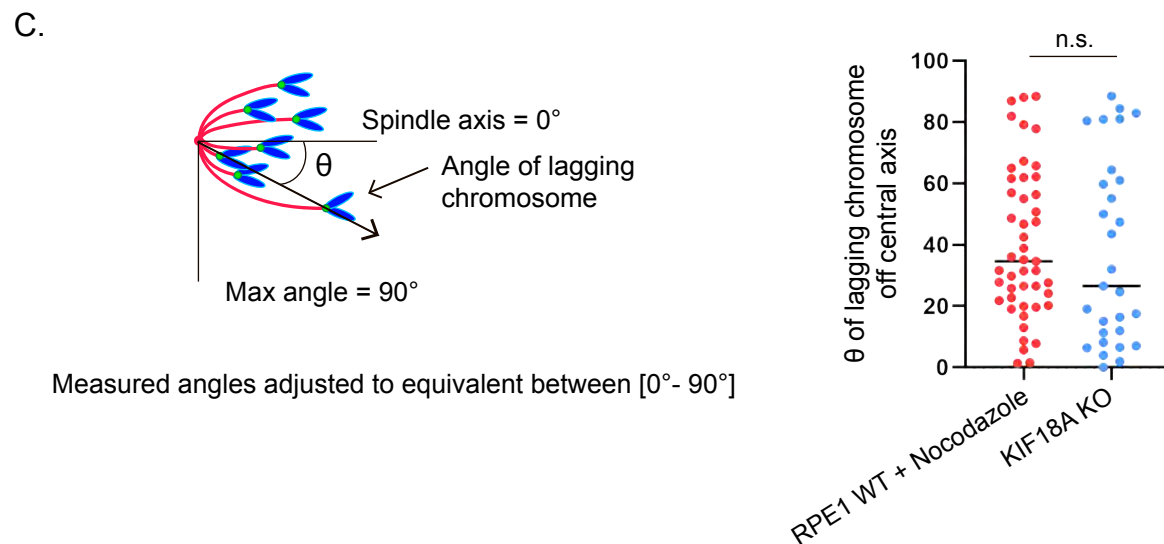 C.
Spindle axis = 0°
θ
Angle of lagging
chromosome
Max angle = 90°
Measured angles adjusted to equivalent between [0°- 90°]
n.s.
θ of lagging chromosome
off central axis
100
80
60
40
20
0
RPE1 WT + Nocodazole
KIF18A KO